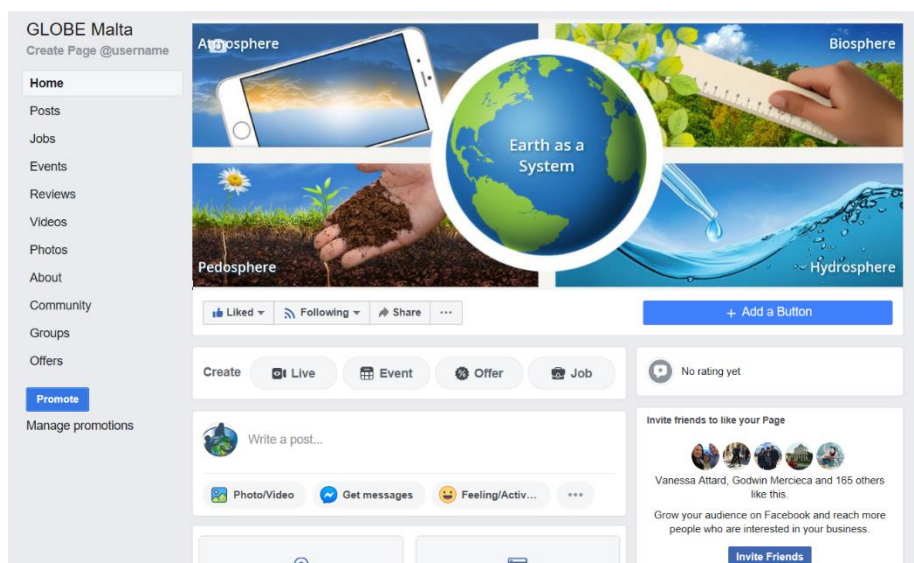 GLOBE Malta
Create Page @username
Home
Posts
Jobs
Events
Reviews
Videos
Photos
About
Community
Groups
Offers
Promote
Manage promotions
Atmosphere
Biosphere
Earth as a
System
Pedosphere
Hydrosphere
Liked
Following
Share
+ Add a Button
Create
Live
Event
Offer
Job
No rating yet
Write a post...
Photo/Video
Get messages
Feeling/Activ...
Invite friends to like your Page
Vanessa Attard, Godwin Mercieca and 165 others
like this.
Grow your audience on Facebook and reach more
people who are interested in your business.
Invite Friends